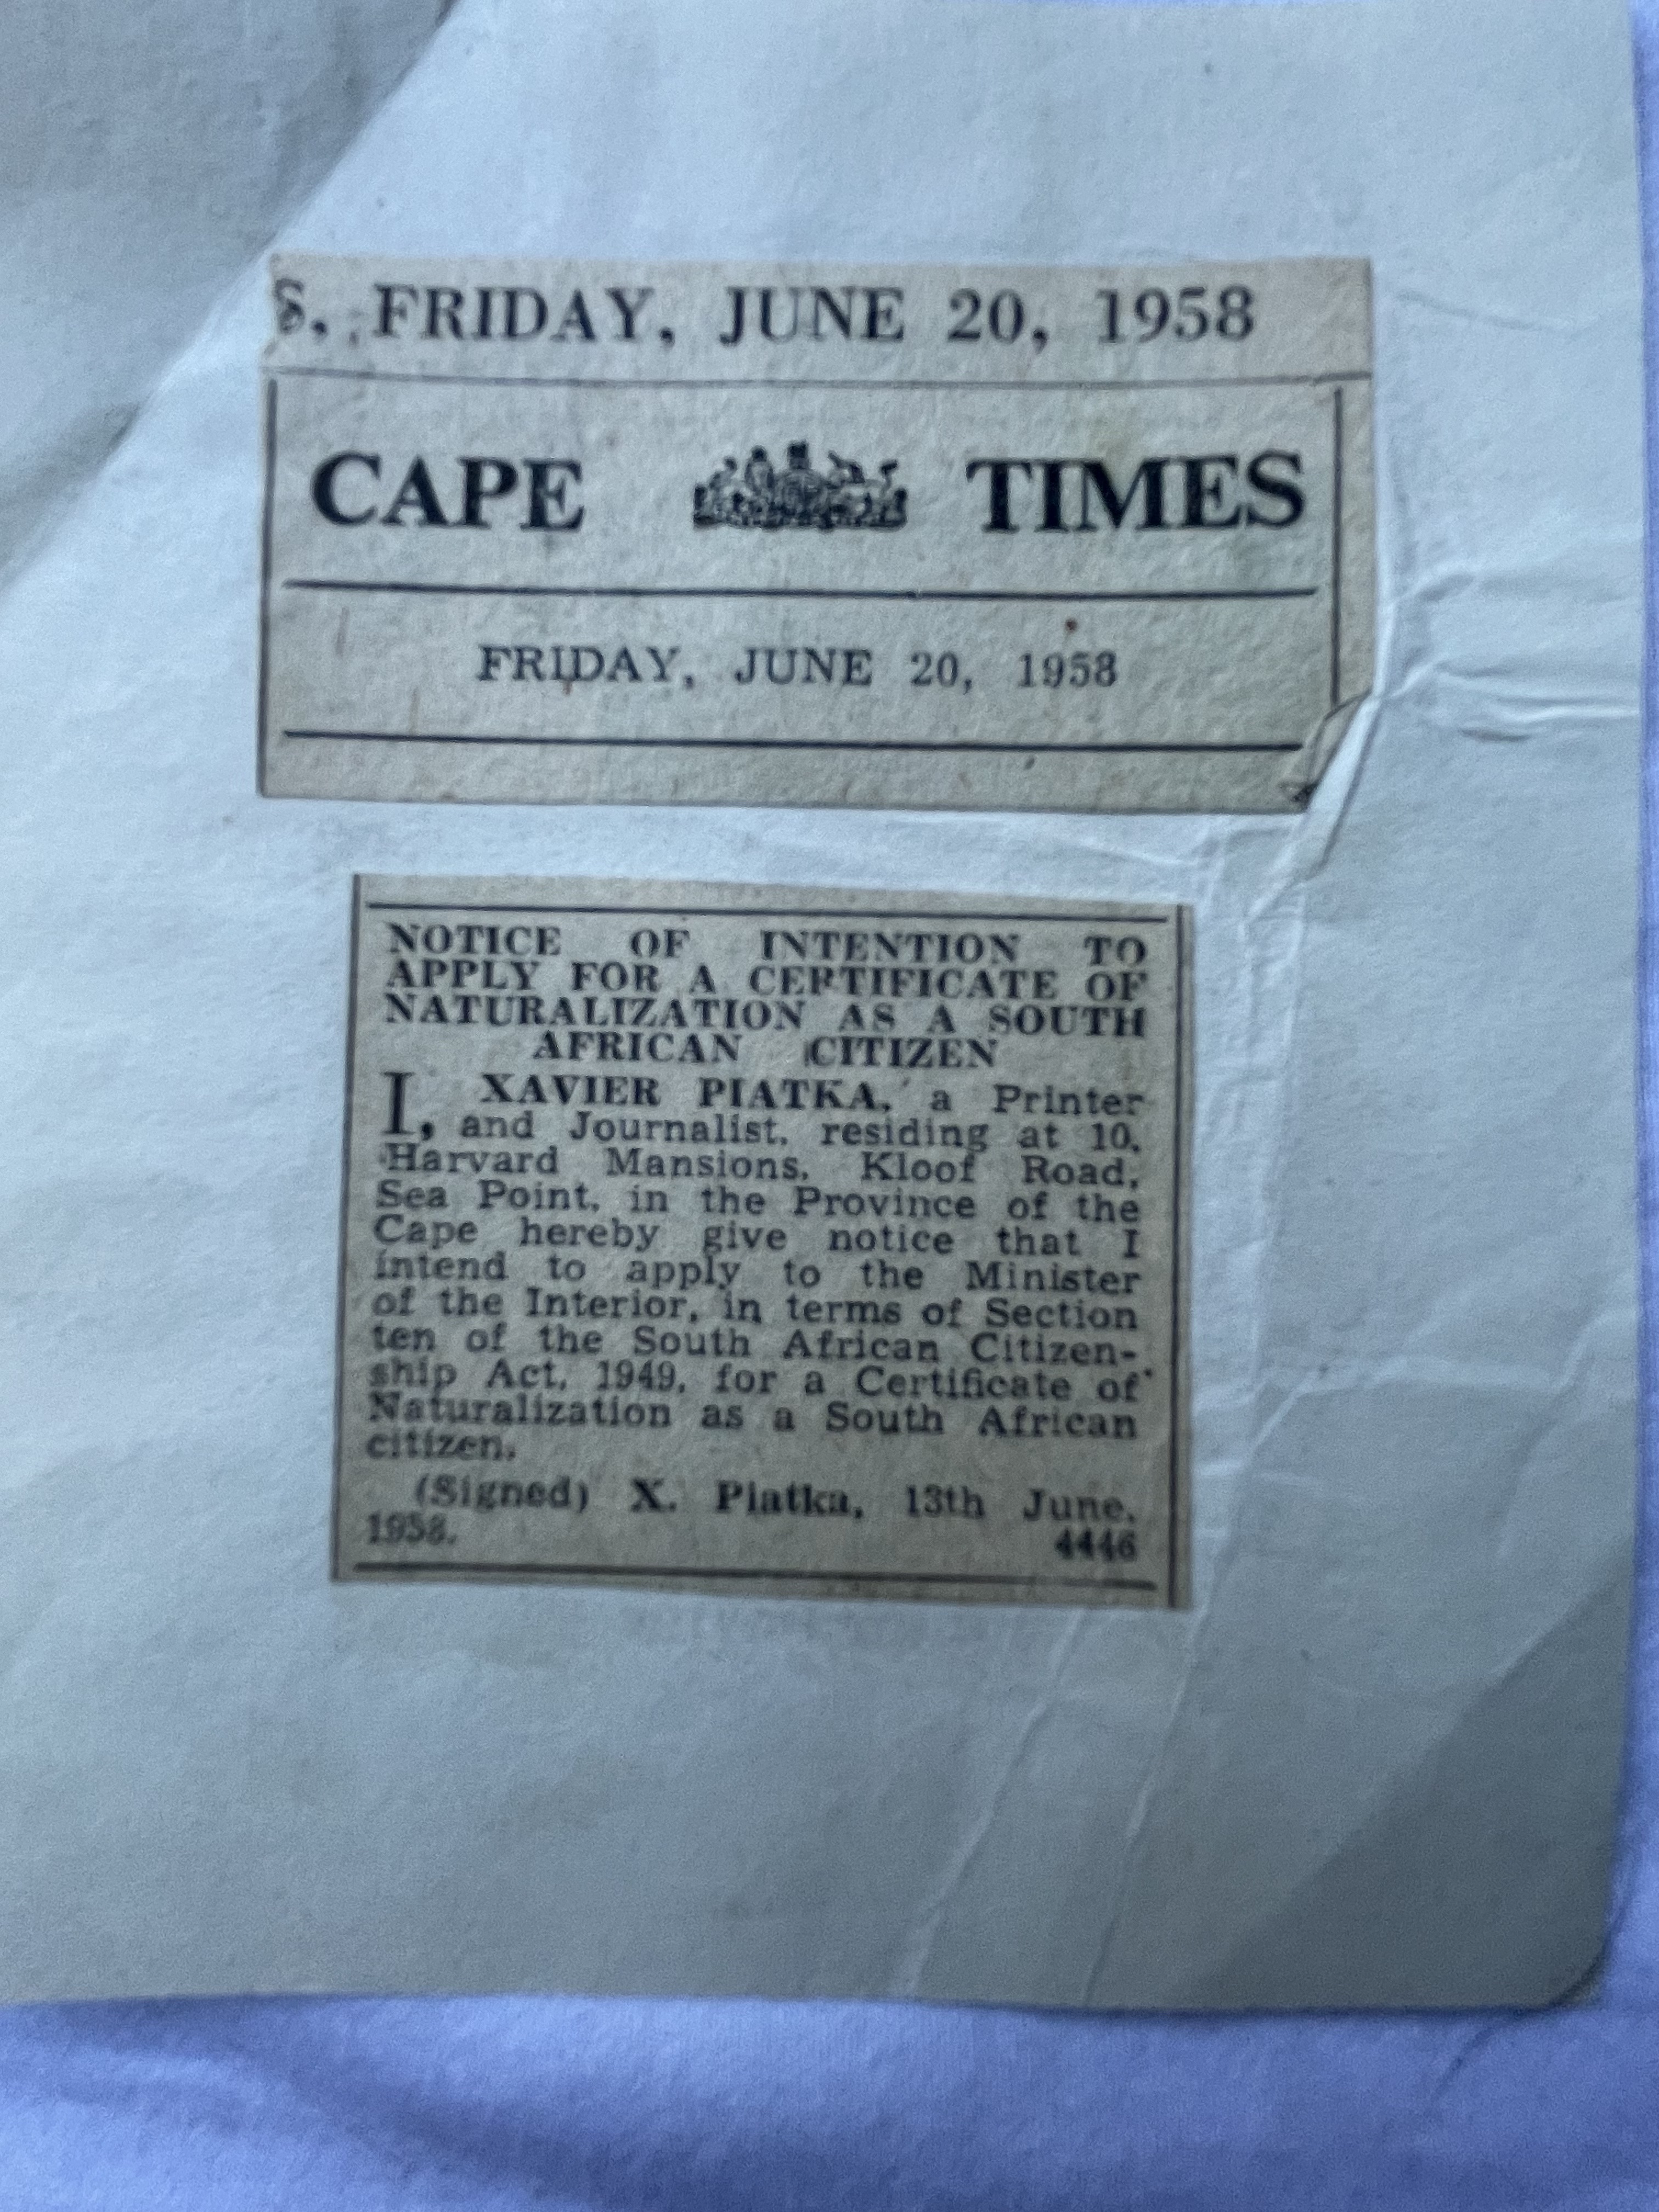 S, FRIDAY, JUNE 20, 1958
CAPE TIMES
FRIDAY, JUNE 20, 1958
NOTICE OF INTENTION TO
APPLY FOR A CERTIFICATE OF
NATURALIZATION AS A SOUTH
AFRICAN CITIZEN
I, XAVIER PIATKA, a Printer
and Journalist, residing at 10,
Harvard Mansions, Kloof Road,
Sea Point, in the Province of the
Cape hereby give notice that I
intend to apply to the Minister
of the Interior, in terms of Section
ten of the South African Citizen-
ship Act, 1949, for a Certificate of
Naturalization as a South African
citizen.
(Signed) X. Piatka, 13th June,
1958. 4446